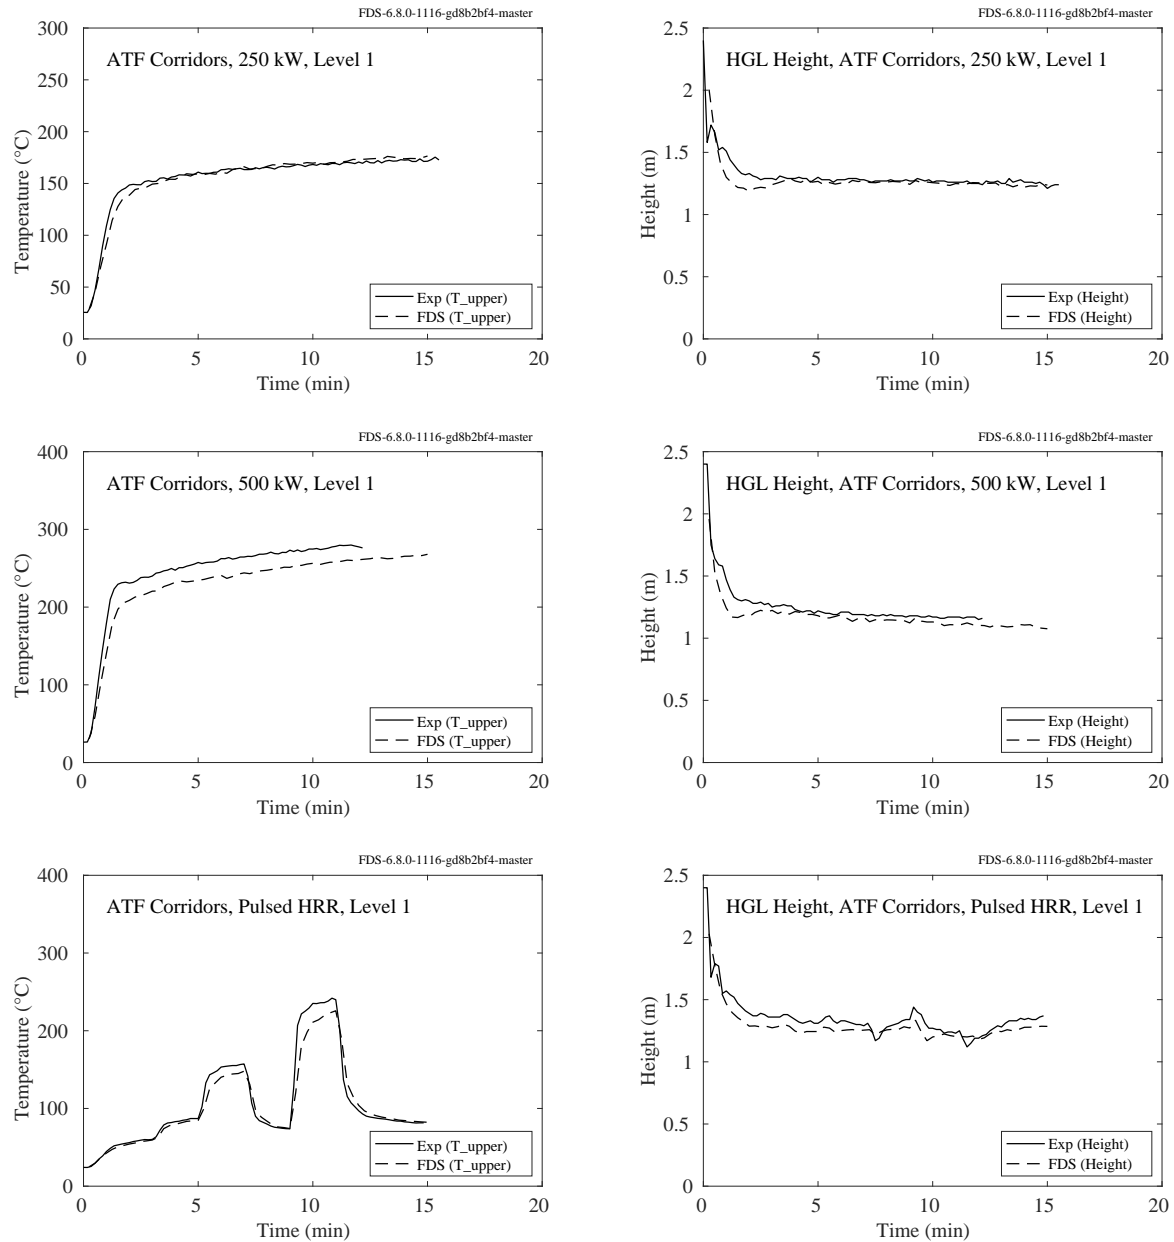 FDS-6.8.0-1116-gd8b2bf4-master
ATF Corridors, 250 kW, Level 1
300
250
200
150
100
50
0
Temperature (°C)
Exp (T_upper)
FDS (T_upper)
0 5 10 15 20
Time (min)
FDS-6.8.0-1116-gd8b2bf4-master
HGL Height, ATF Corridors, 250 kW, Level 1
2.5
2
1.5
1
0.5
0
Height (m)
Exp (Height)
FDS (Height)
0 5 10 15 20
Time (min)
FDS-6.8.0-1116-gd8b2bf4-master
ATF Corridors, 500 kW, Level 1
400
300
200
100
0
Temperature (°C)
Exp (T_upper)
FDS (T_upper)
0 5 10 15 20
Time (min)
FDS-6.8.0-1116-gd8b2bf4-master
HGL Height, ATF Corridors, 500 kW, Level 1
2.5
2
1.5
1
0.5
0
Height (m)
Exp (Height)
FDS (Height)
0 5 10 15 20
Time (min)
FDS-6.8.0-1116-gd8b2bf4-master
ATF Corridors, Pulsed HRR, Level 1
400
300
200
100
0
Temperature (°C)
Exp (T_upper)
FDS (T_upper)
0 5 10 15 20
Time (min)
FDS-6.8.0-1116-gd8b2bf4-master
HGL Height, ATF Corridors, Pulsed HRR, Level 1
2.5
2
1.5
1
0.5
0
Height (m)
Exp (Height)
FDS (Height)
0 5 10 15 20
Time (min)